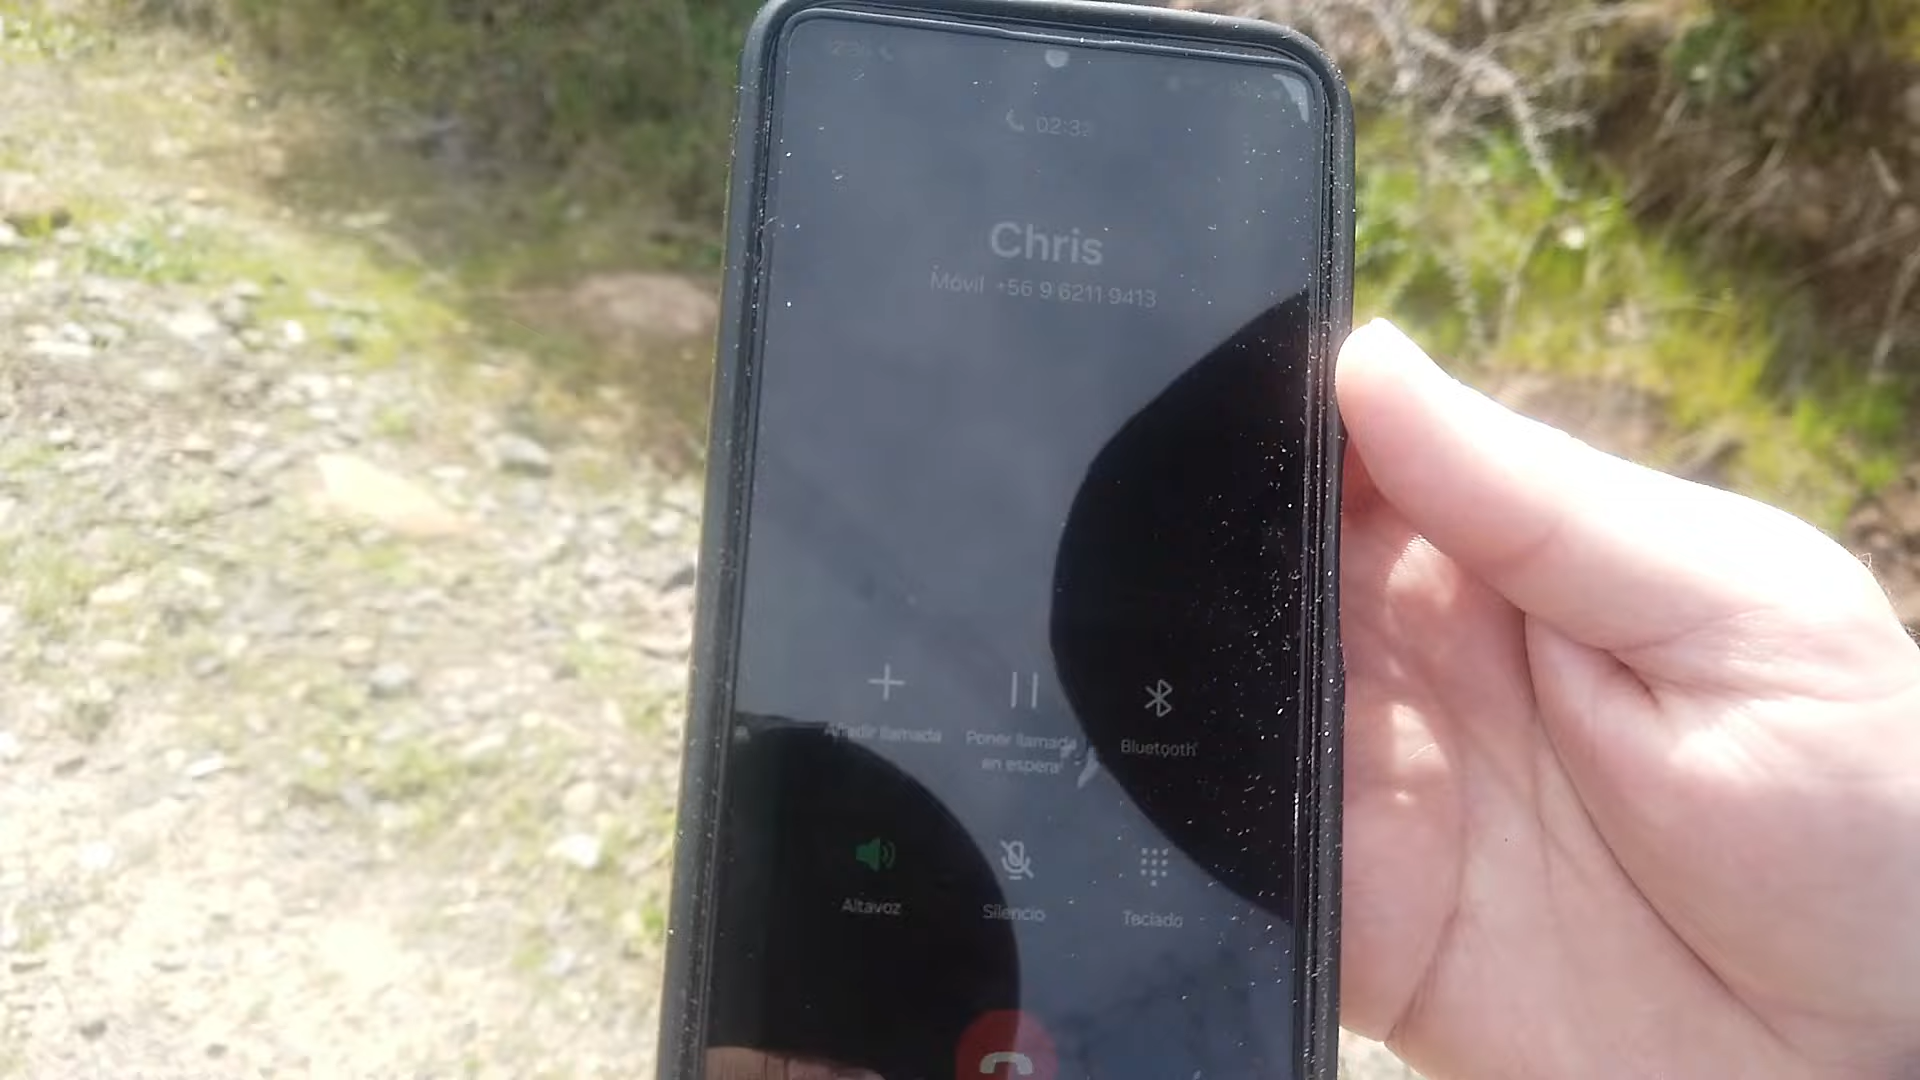 02:32
Chris
Móvil +56 9 6211 9413
Añadir llamada
Poner llamada
en espera
Bluetooth
Altavoz
Silencio
Teclado